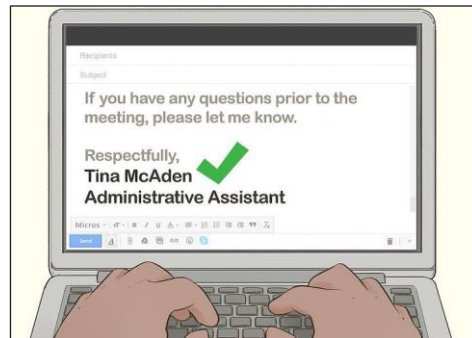 Recipients
Subject
If you have any questions prior to the
meeting, please let me know.
Respectfully,
Tina McAden
Administrative Assistant
Send